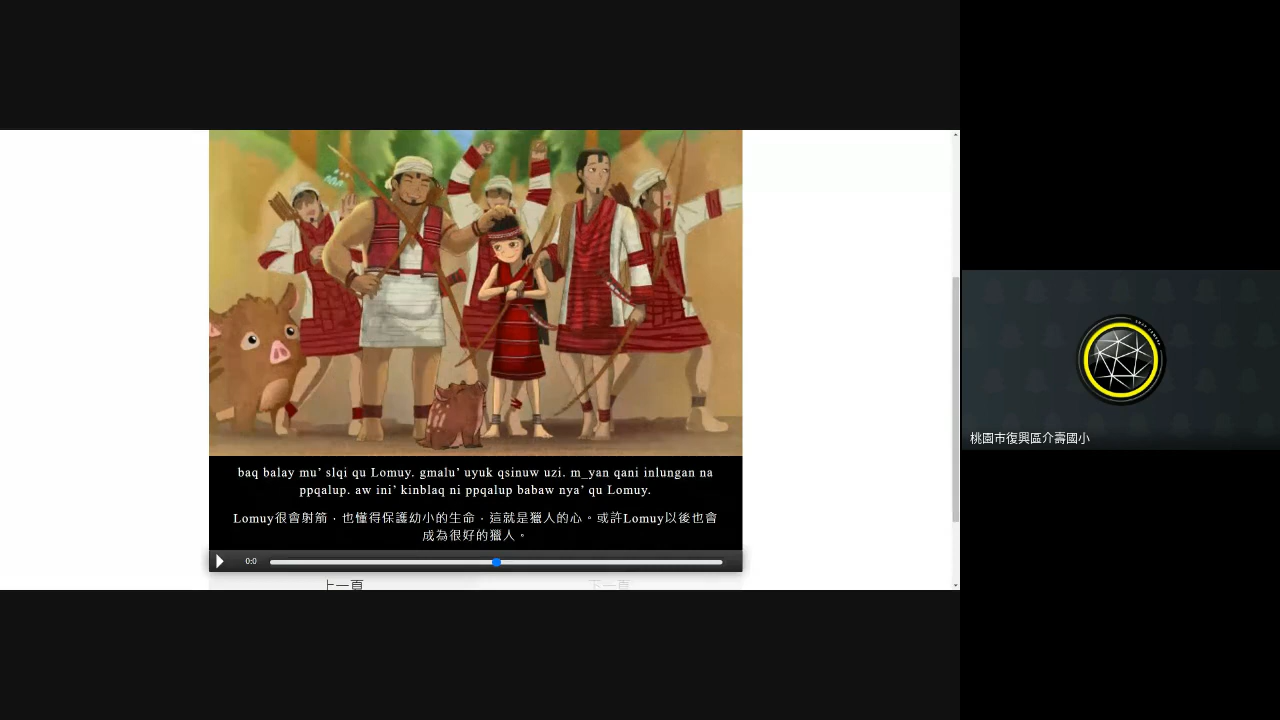 baq balay mu’ slqi qu Lomuy. gmalu’ uyuk qsinuw uzi. m_yan qani inlungan na
ppqalup. aw ini’ kinblaq ni ppqalup babaw nya’ qu Lomuy.
Lomuy很會射箭，也懂得保護幼小的生命，這就是獵人的心。或許Lomuy以後也會
成為很好的獵人。
0:0
上一頁
下一頁
桃園市復興區介壽國小